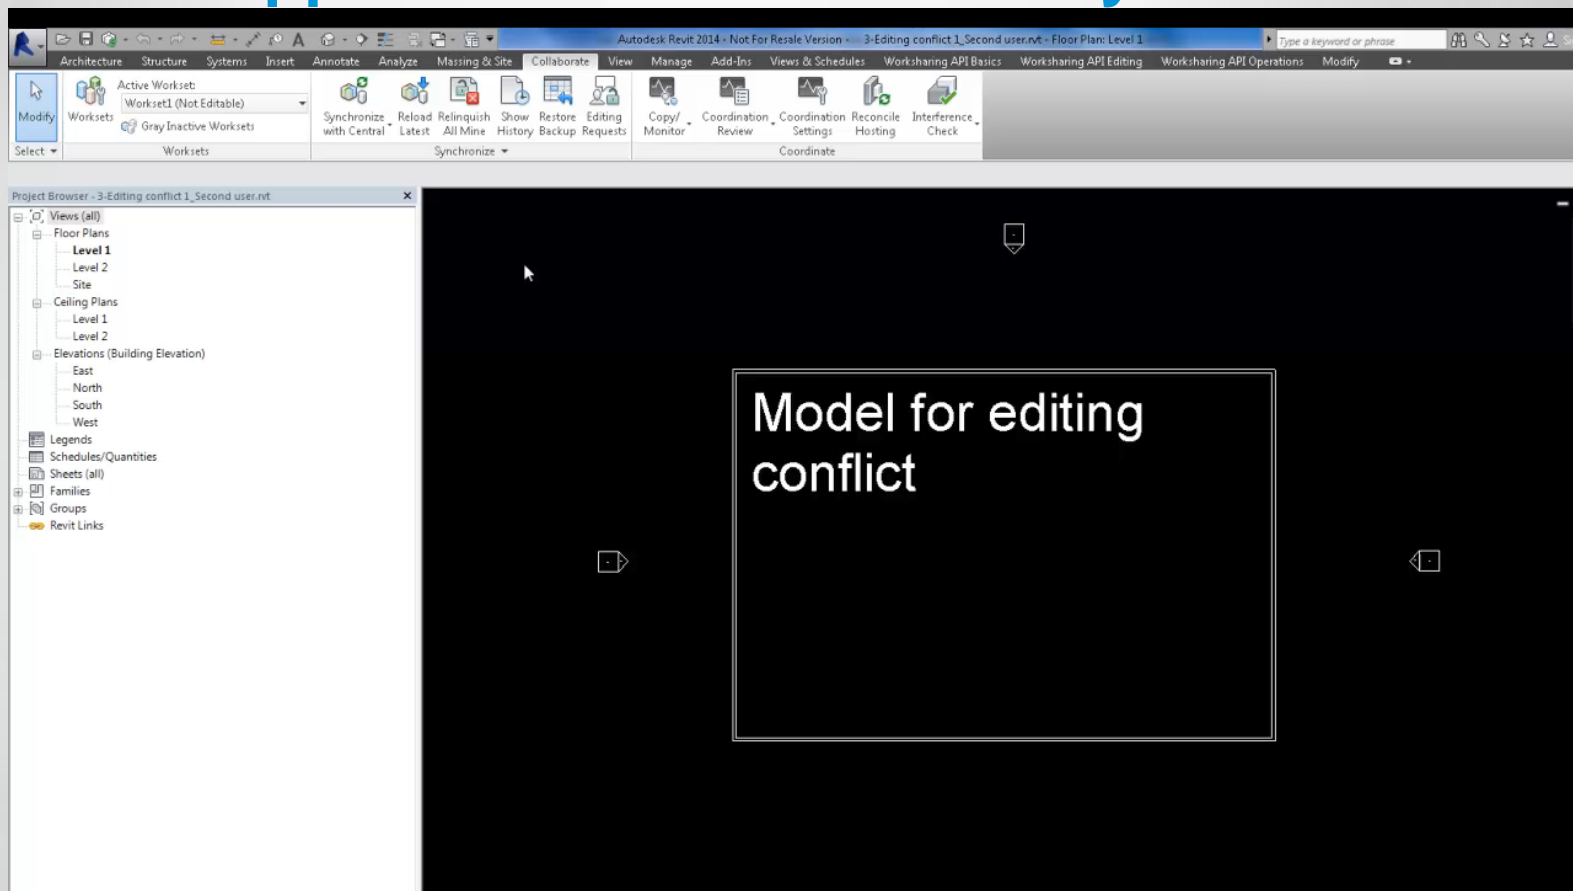 Autodesk Revit 2014 - Not For Resale Version - 3-Editing conflict 1_Second user.rvt - Floor Plan: Level 1
Type a keyword or phrase
Architecture Structure Systems Insert Annotate Analyze Massing & Site Collaborate View Manage Add-Ins Views & Schedules Worksharing API Basics Worksharing API Editing Worksharing API Operations Modify
Modify
Worksets
Active Workset:
Workset1 (Not Editable)
Gray Inactive Worksets
Synchronize
with Central
Reload
Latest
Relinquish
All Mine
Show
History
Restore
Backup
Editing
Requests
Copy/
Monitor
Coordination
Review
Coordination
Settings
Reconcile
Hosting
Interference
Check
Select Worksets Synchronize Coordinate
Project Browser - 3-Editing conflict 1_Second user.rvt
Views (all)
Floor Plans
Level 1
Level 2
Site
Ceiling Plans
Level 1
Level 2
Elevations (Building Elevation)
East
North
South
West
Legends
Schedules/Quantities
Sheets (all)
Families
Groups
Revit Links
Model for editing
conflict